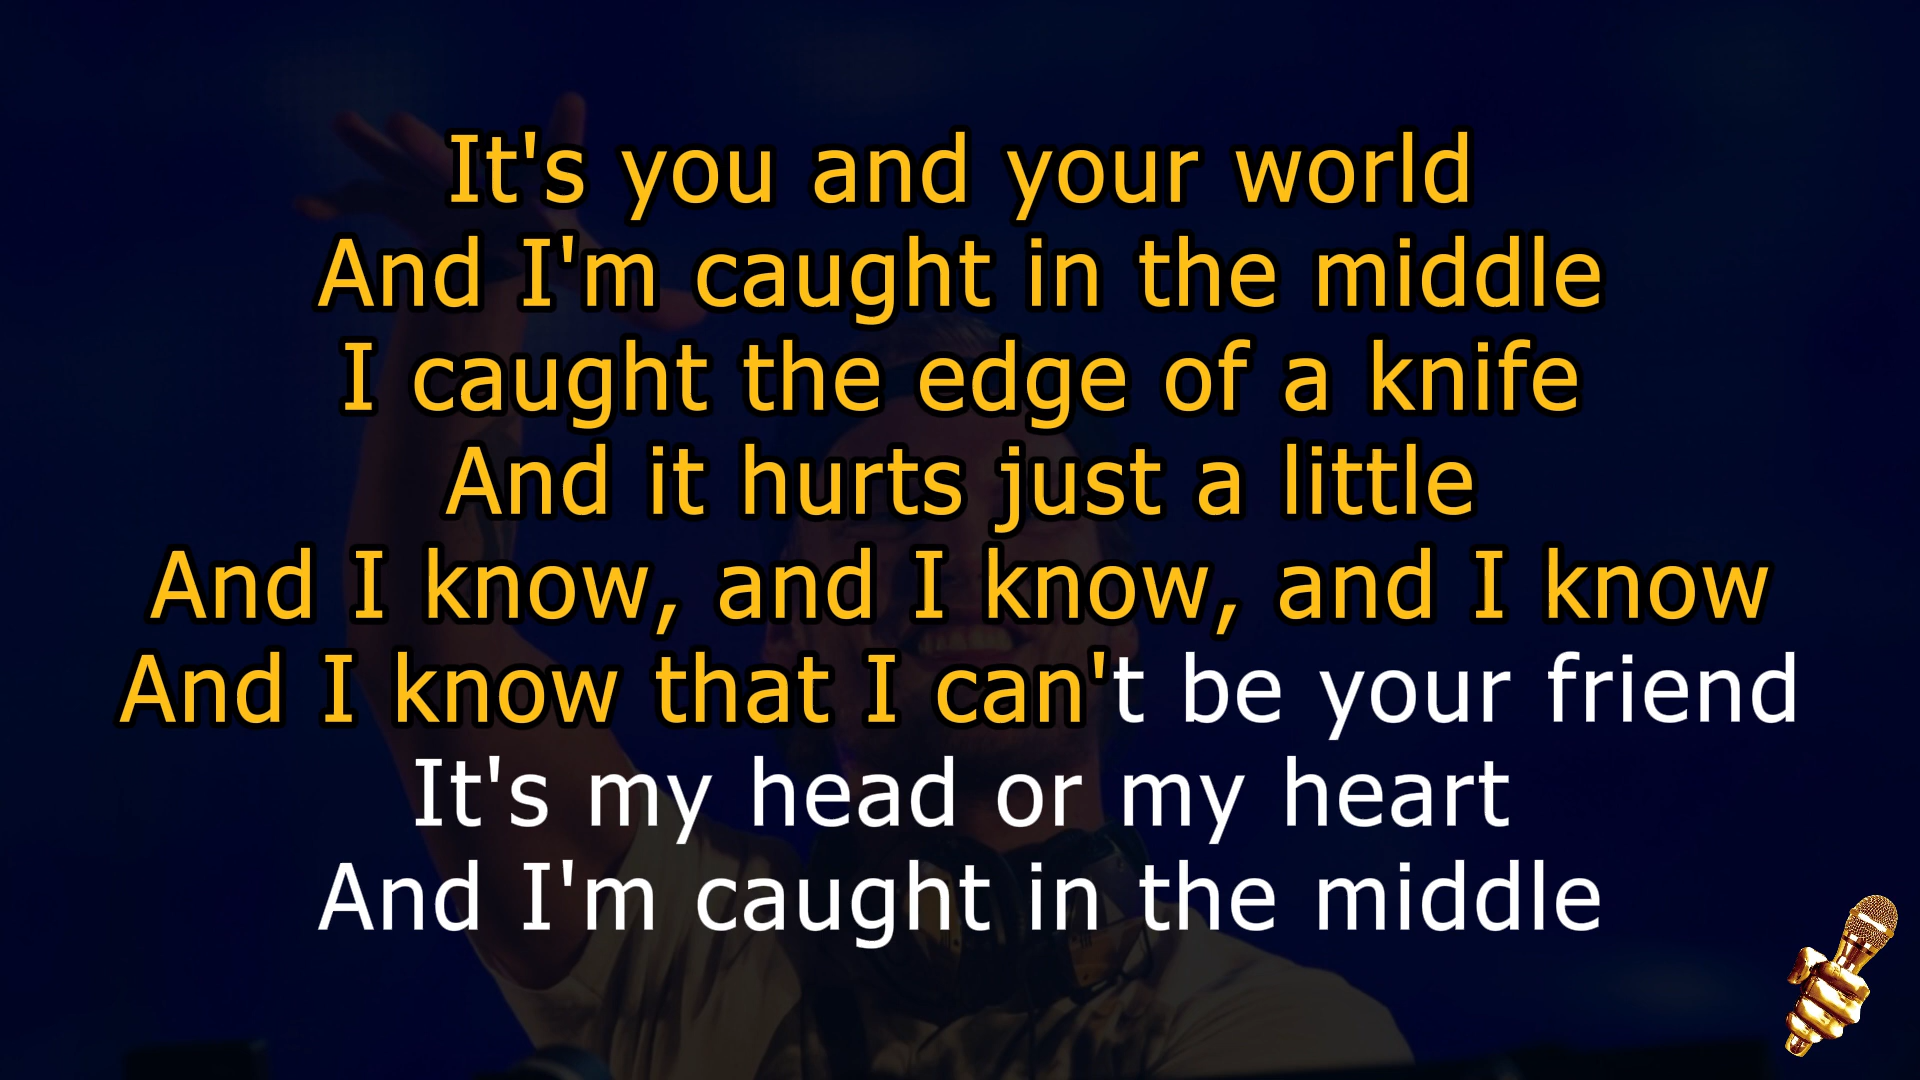 It's you and your world
And I'm caught in the middle
I caught the edge of a knife
And it hurts just a little
And I know, and I know, and I know
And I know that I can't be your friend
It's my head or my heart
And I'm caught in the middle